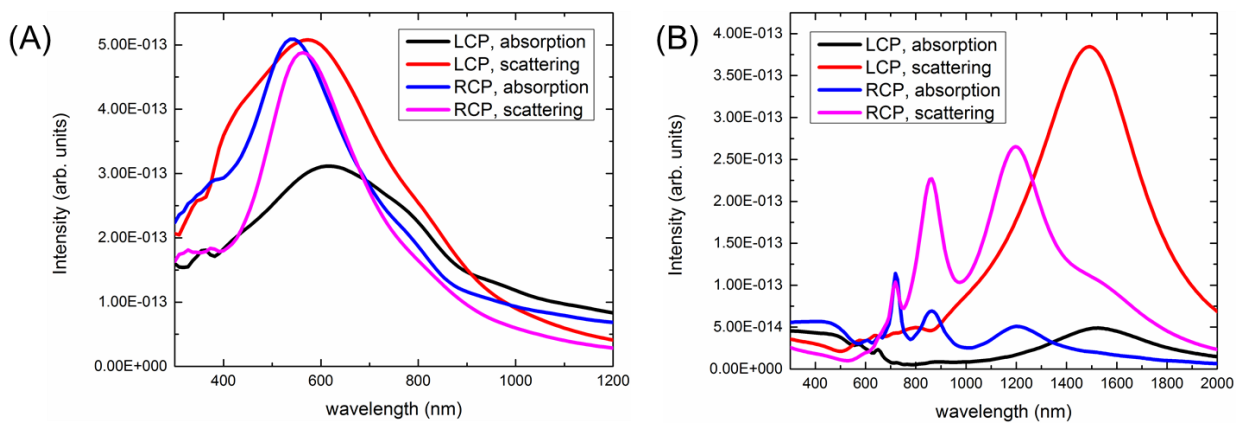 (A)
Intensity (arb. units)
5.00E-013
4.00E-013
3.00E-013
2.00E-013
1.00E-013
0.00E+000
LCP, absorption
LCP, scattering
RCP, absorption
RCP, scattering
400 600 800 1000 1200
wavelength (nm)
(B)
Intensity (arb. units)
4.00E-013
3.50E-013
3.00E-013
2.50E-013
2.00E-013
1.50E-013
1.00E-013
5.00E-014
0.00E+000
LCP, absorption
LCP, scattering
RCP, absorption
RCP, scattering
400 600 800 1000 1200 1400 1600 1800 2000
wavelength (nm)